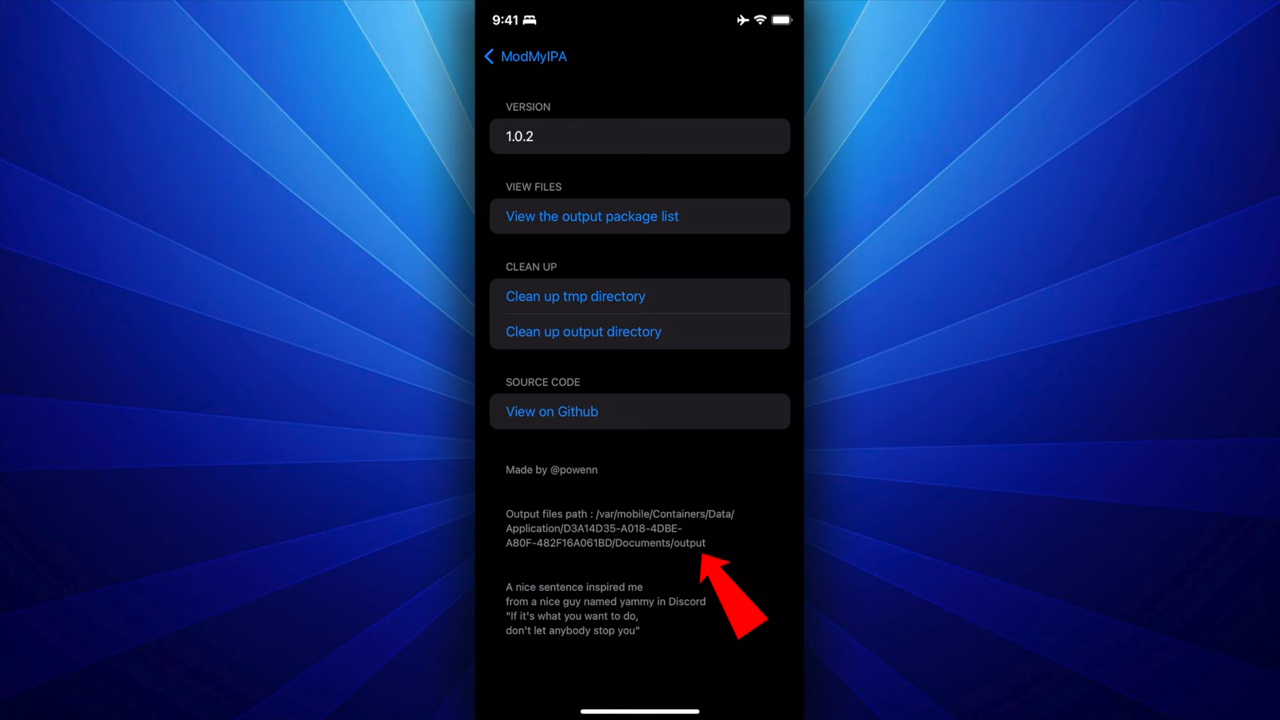 9:41
ModMyIPA
VERSION
1.0.2
VIEW FILES
View the output package list
CLEAN UP
Clean up tmp directory
Clean up output directory
SOURCE CODE
View on Github
Made by @powenn
Output files path : /var/mobile/Containers/Data/
Application/D3A14D35-A018-4DBE-
A80F-482F16A061BD/Documents/output
A nice sentence inspired me
from a nice guy named yammy in Discord
"If it's what you want to do,
don't let anybody stop you"